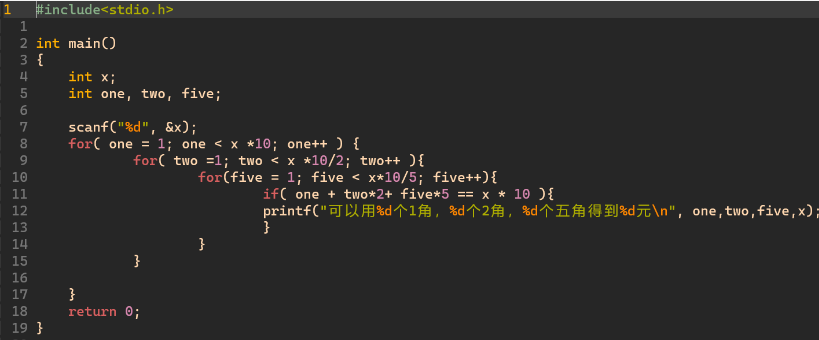 1 #include<stdio.h>
1
2 int main()
3 {
4     int x;
5     int one, two, five;
6
7     scanf("%d", &x);
8     for( one = 1; one < x *10; one++ ) {
9             for( two =1; two < x *10/2; two++ ){
10                     for(five = 1; five < x*10/5; five++){
11                             if( one + two*2+ five*5 == x * 10 ){
12                             printf("可以用%d个1角，%d个2角，%d个五角得到%d元\n", one,two,five,x);
13                             }
14                     }
15             }
16
17     }
18     return 0;
19 }